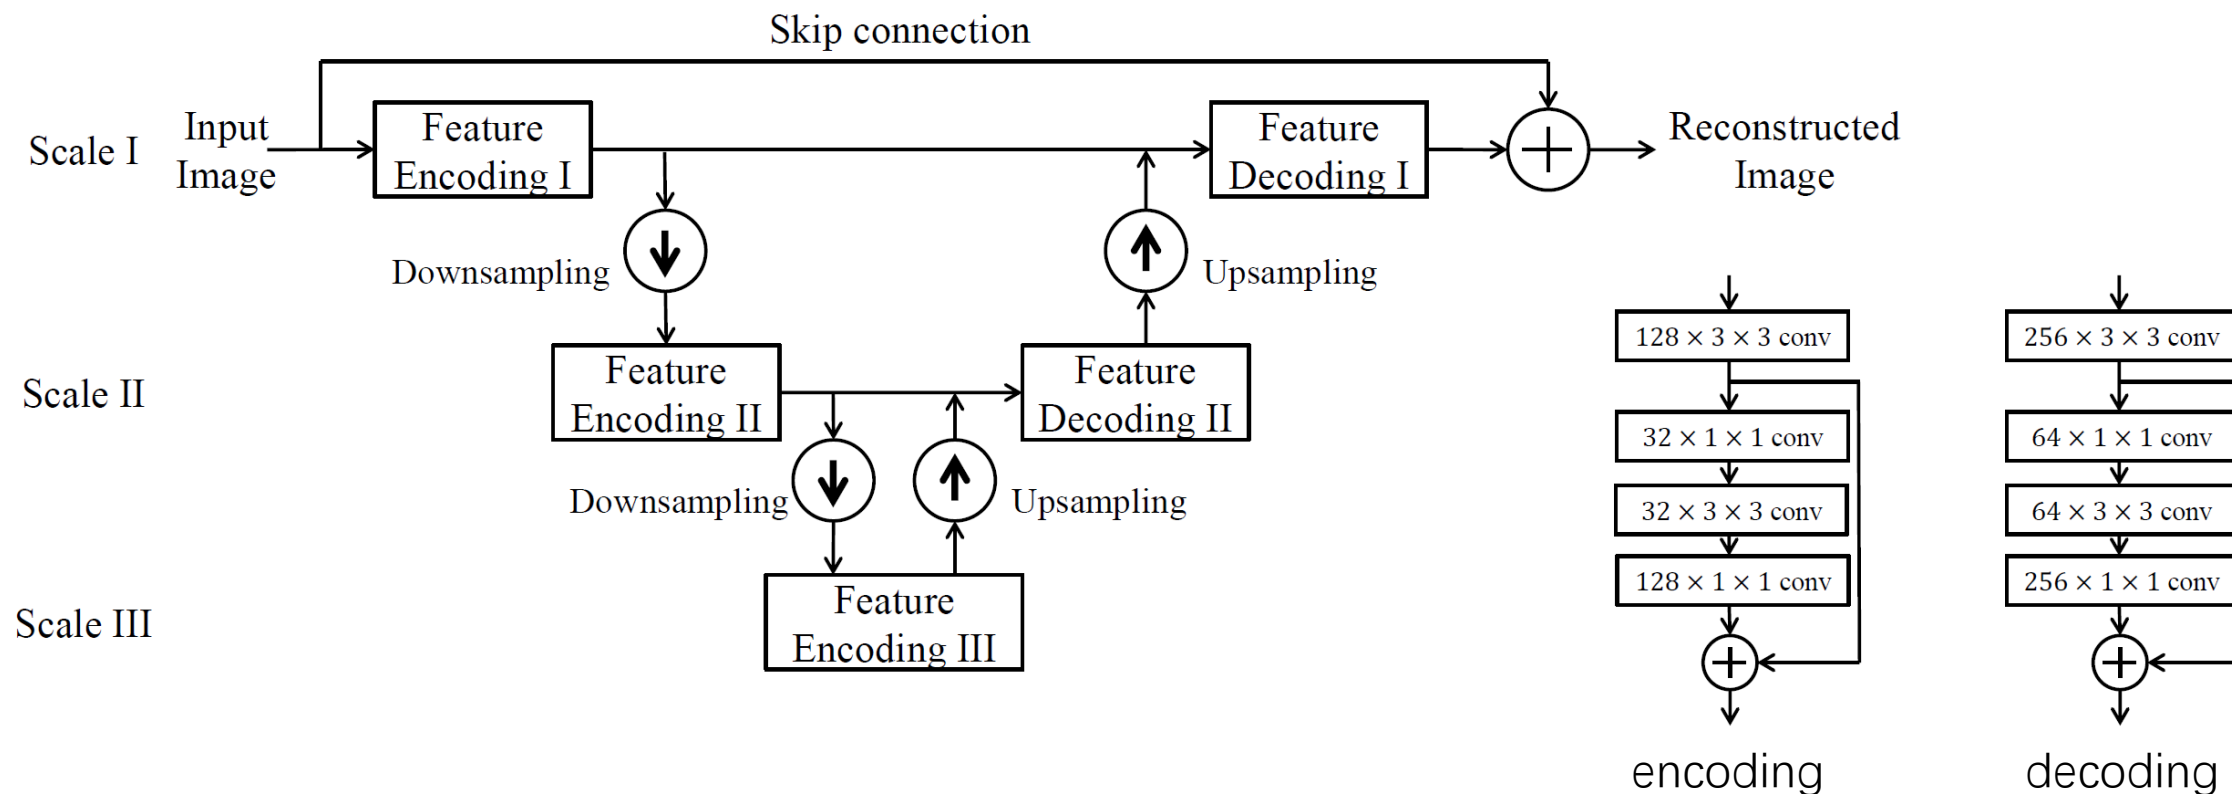 Skip connection
Scale I
Input
Image
Feature
Encoding I
Feature
Decoding I
Reconstructed
Image
Downsampling
Upsampling
Scale II
Feature
Encoding II
Feature
Decoding II
Downsampling
Upsampling
Scale III
Feature
Encoding III
128 × 3 × 3 conv
32 × 1 × 1 conv
32 × 3 × 3 conv
128 × 1 × 1 conv
encoding
256 × 3 × 3 conv
64 × 1 × 1 conv
64 × 3 × 3 conv
256 × 1 × 1 conv
decoding